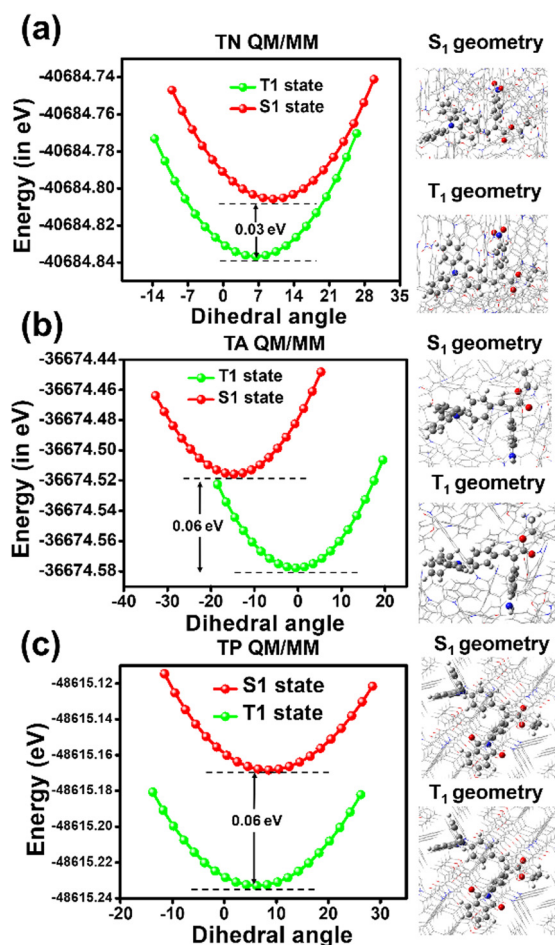 (a)
TN QM/MM
S₁ geometry
Energy (in eV)
-40684.74
-40684.76
-40684.78
-40684.80
-40684.82
-40684.84
T1 state
S1 state
0.03 eV
-14 -7 0 7 14 21 28 35
Dihedral angle
T₁ geometry
(b)
TA QM/MM
S₁ geometry
Energy (in eV)
-36674.44
-36674.46
-36674.48
-36674.50
-36674.52
-36674.54
-36674.56
-36674.58
T1 state
S1 state
0.06 eV
-40 -30 -20 -10 0 10 20
Dihedral angle
T₁ geometry
(c)
TP QM/MM
S₁ geometry
Energy (eV)
-48615.12
-48615.14
-48615.16
-48615.18
-48615.20
-48615.22
-48615.24
S1 state
T1 state
0.06 eV
-20 -10 0 10 20 30
Dihedral angle
T₁ geometry